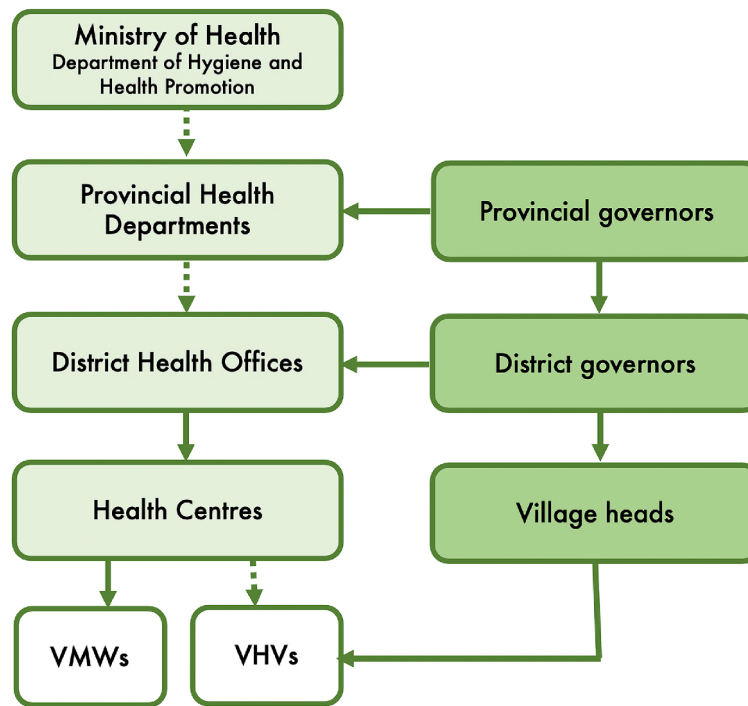 Ministry of Health
Department of Hygiene and
Health Promotion
Provincial Health
Departments
Provincial governors
District Health Offices
District governors
Health Centres
Village heads
VMWs
VHVs